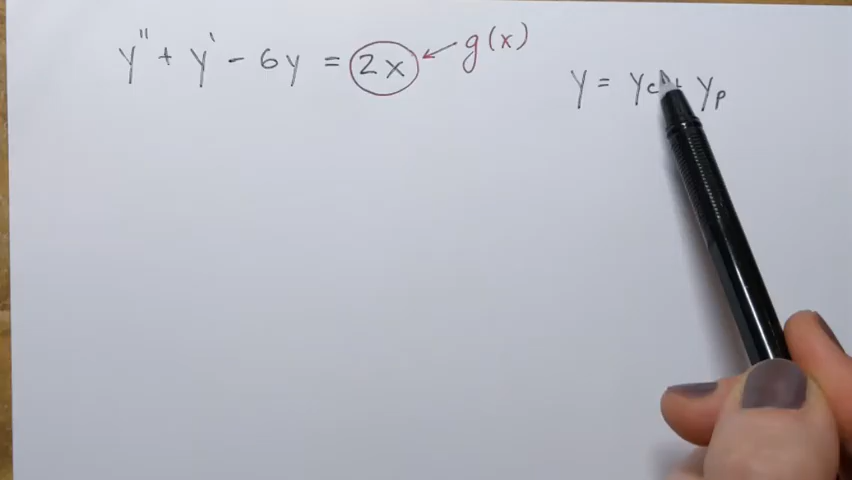 y'' + y' - 6y = 2x ← g(x)
y = yc + yp